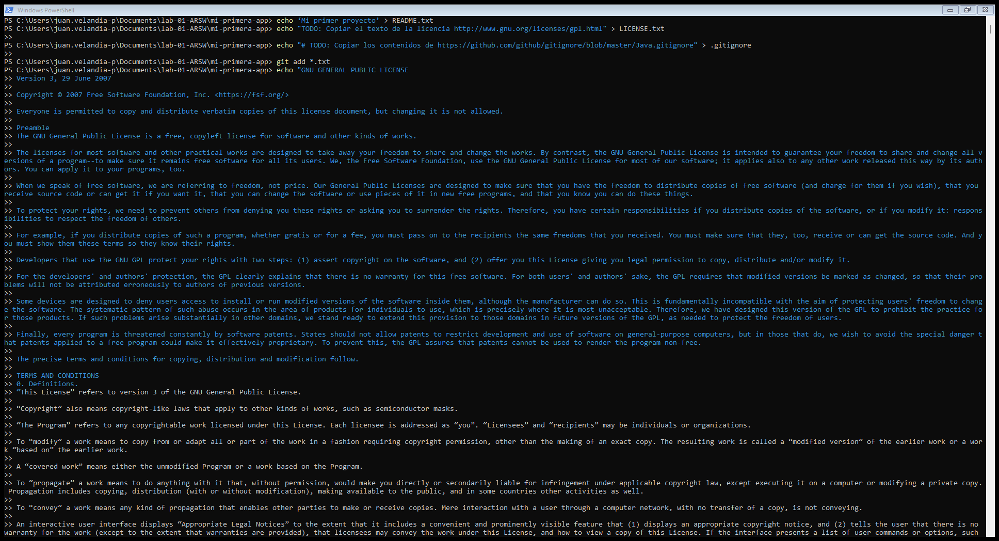 Windows PowerShell
PS C:\Users\juan.velandia-p\Documents\lab-01-ARSW\mi-primera-app> echo ‘Mi primer proyecto’ > README.txt
PS C:\Users\juan.velandia-p\Documents\lab-01-ARSW\mi-primera-app> echo "TODO: Copiar el texto de la licencia http://www.gnu.org/licenses/gpl.html" > LICENSE.txt
>>
PS C:\Users\juan.velandia-p\Documents\lab-01-ARSW\mi-primera-app> echo "# TODO: Copiar los contenidos de https://github.com/github/gitignore/blob/master/Java.gitignore" > .gitignore
>>
PS C:\Users\juan.velandia-p\Documents\lab-01-ARSW\mi-primera-app> git add *.txt
PS C:\Users\juan.velandia-p\Documents\lab-01-ARSW\mi-primera-app> echo "GNU GENERAL PUBLIC LICENSE
>> Version 3, 29 June 2007
>>
>> Copyright © 2007 Free Software Foundation, Inc. <https://fsf.org/>
>>
>> Everyone is permitted to copy and distribute verbatim copies of this license document, but changing it is not allowed.
>>
>> Preamble
>> The GNU General Public License is a free, copyleft license for software and other kinds of works.
>>
>> The licenses for most software and other practical works are designed to take away your freedom to share and change the works. By contrast, the GNU General Public License is intended to guarantee your freedom to share and change all v
ersions of a program--to make sure it remains free software for all its users. We, the Free Software Foundation, use the GNU General Public License for most of our software; it applies also to any other work released this way by its auth
ors. You can apply it to your programs, too.
>>
>> When we speak of free software, we are referring to freedom, not price. Our General Public Licenses are designed to make sure that you have the freedom to distribute copies of free software (and charge for them if you wish), that you
receive source code or can get it if you want it, that you can change the software or use pieces of it in new free programs, and that you know you can do these things.
>>
>> To protect your rights, we need to prevent others from denying you these rights or asking you to surrender the rights. Therefore, you have certain responsibilities if you distribute copies of the software, or if you modify it: respons
ibilities to respect the freedom of others.
>>
>> For example, if you distribute copies of such a program, whether gratis or for a fee, you must pass on to the recipients the same freedoms that you received. You must make sure that they, too, receive or can get the source code. And y
ou must show them these terms so they know their rights.
>>
>> Developers that use the GNU GPL protect your rights with two steps: (1) assert copyright on the software, and (2) offer you this License giving you legal permission to copy, distribute and/or modify it.
>>
>> For the developers' and authors' protection, the GPL clearly explains that there is no warranty for this free software. For both users' and authors' sake, the GPL requires that modified versions be marked as changed, so that their pro
blems will not be attributed erroneously to authors of previous versions.
>>
>> Some devices are designed to deny users access to install or run modified versions of the software inside them, although the manufacturer can do so. This is fundamentally incompatible with the aim of protecting users' freedom to chang
e the software. The systematic pattern of such abuse occurs in the area of products for individuals to use, which is precisely where it is most unacceptable. Therefore, we have designed this version of the GPL to prohibit the practice fo
r those products. If such problems arise substantially in other domains, we stand ready to extend this provision to those domains in future versions of the GPL, as needed to protect the freedom of users.
>>
>> Finally, every program is threatened constantly by software patents. States should not allow patents to restrict development and use of software on general-purpose computers, but in those that do, we wish to avoid the special danger t
hat patents applied to a free program could make it effectively proprietary. To prevent this, the GPL assures that patents cannot be used to render the program non-free.
>>
>> The precise terms and conditions for copying, distribution and modification follow.
>>
>> TERMS AND CONDITIONS
>> 0. Definitions.
>> “This License” refers to version 3 of the GNU General Public License.
>>
>> “Copyright” also means copyright-like laws that apply to other kinds of works, such as semiconductor masks.
>>
>> “The Program” refers to any copyrightable work licensed under this License. Each licensee is addressed as “you”. “Licensees” and “recipients” may be individuals or organizations.
>>
>> To “modify” a work means to copy from or adapt all or part of the work in a fashion requiring copyright permission, other than the making of an exact copy. The resulting work is called a “modified version” of the earlier work or a wor
k “based on” the earlier work.
>>
>> A “covered work” means either the unmodified Program or a work based on the Program.
>>
>> To “propagate” a work means to do anything with it that, without permission, would make you directly or secondarily liable for infringement under applicable copyright law, except executing it on a computer or modifying a private copy.
Propagation includes copying, distribution (with or without modification), making available to the public, and in some countries other activities as well.
>>
>> To “convey” a work means any kind of propagation that enables other parties to make or receive copies. Mere interaction with a user through a computer network, with no transfer of a copy, is not conveying.
>>
>> An interactive user interface displays “Appropriate Legal Notices” to the extent that it includes a convenient and prominently visible feature that (1) displays an appropriate copyright notice, and (2) tells the user that there is no
warranty for the work (except to the extent that warranties are provided), that licensees may convey the work under this License, and how to view a copy of this License. If the interface presents a list of user commands or options, such